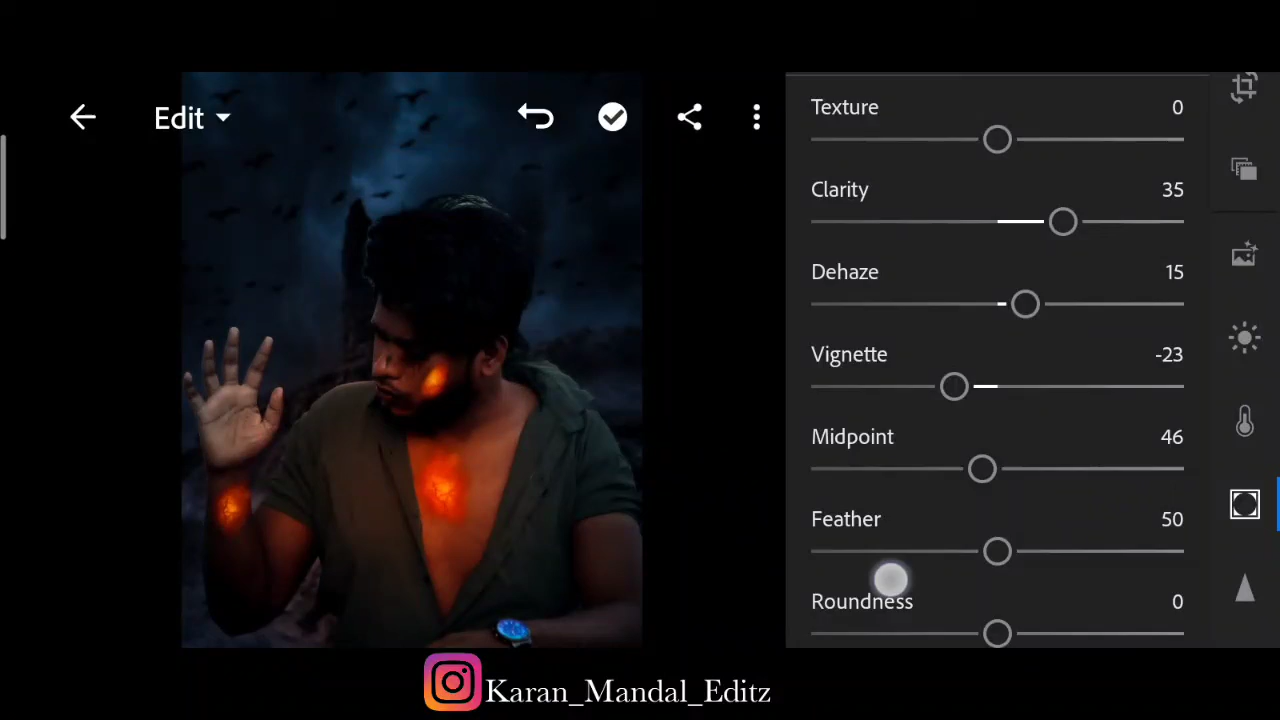 Edit
Texture 0
Clarity 35
Dehaze 15
Vignette -23
Midpoint 46
Feather 50
Roundness 0
Karan_Mandal_Editz